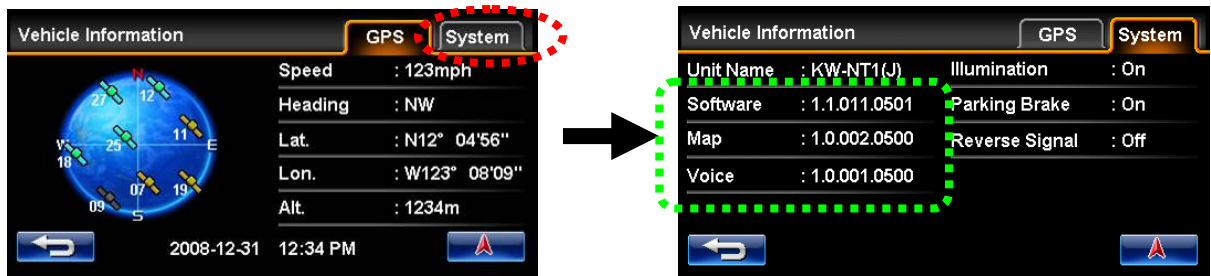 Vehicle Information GPS System
N
27 12
11
W 25 E
18
07 19
09
S
Speed : 123mph
Heading : NW
Lat. : N12° 04'56''
Lon. : W123° 08'09''
Alt. : 1234m
2008-12-31 12:34 PM
Vehicle Information GPS System
Unit Name : KW-NT1(J) Illumination : On
Software : 1.1.011.0501 Parking Brake : On
Map : 1.0.002.0500 Reverse Signal : Off
Voice : 1.0.001.0500